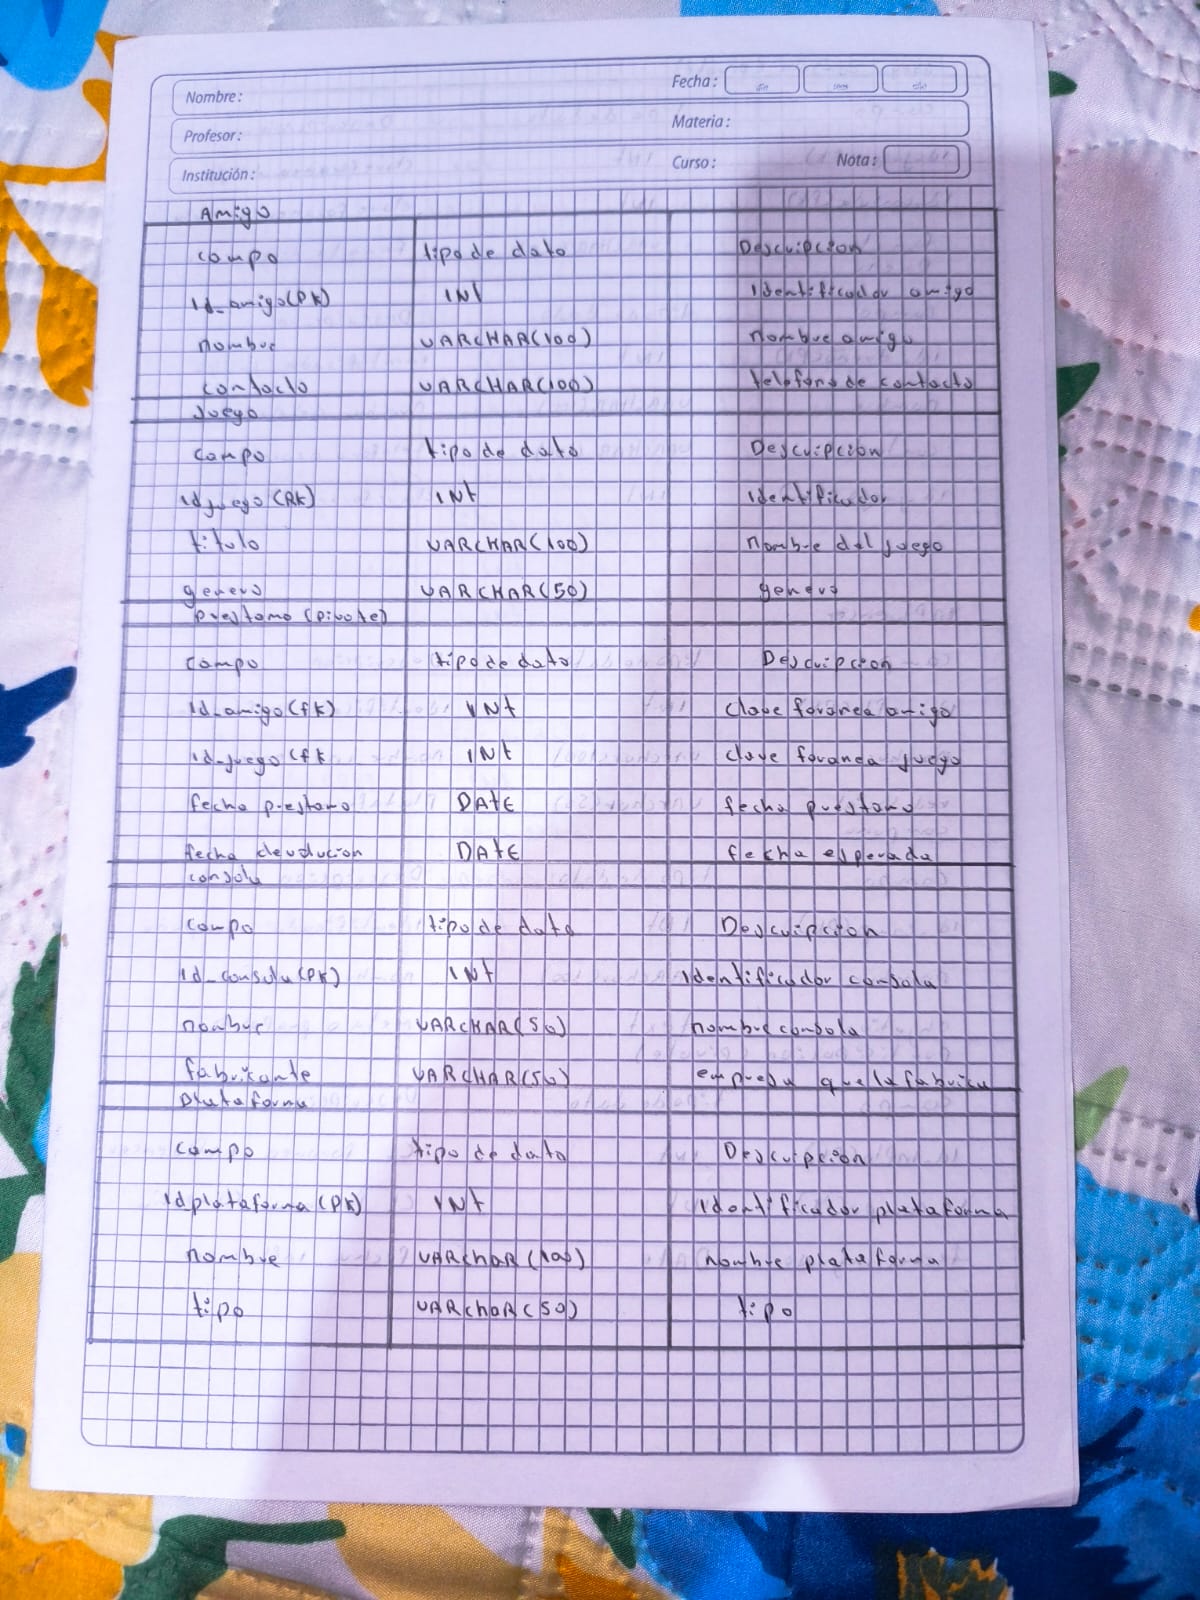 Nombre: Fecha: día mes año
Profesor: Materia:
Institución: Curso: Nota:
Amigo
campo tipo de dato Descripcion
Id_amigo(PK) INt Identificador amigo
nombre VARCHAR(100) nombre amigo
contacto VARCHAR(100) telefono de contacto
Juego
campo tipo de dato Descripcion
Id_juego(PK) INt Identificador
titulo VARCHAR(100) nombre del juego
genero VARCHAR(50) genero
prestamo (pivote)
campo tipo de dato Descripcion
Id_amigo(fk) INt clave foranea amigo
id_juego(fk INt clave foranea juego
fecha prestamo DATE fecha prestamo
fecha devolucion DATE fecha esperada
consola
campo tipo de dato Descripcion
Id_consola(PK) INt Identificador consola
nombre VARCHAR(50) nombre consola
fabricante VARCHAR(50) empresa que la fabrica
Plataforma
campo tipo de dato Descripcion
Idplataforma(PK) INt Identificador plataforma
nombre VARchaR(100) nombre plataforma
tipo VARchaR(50) tipo